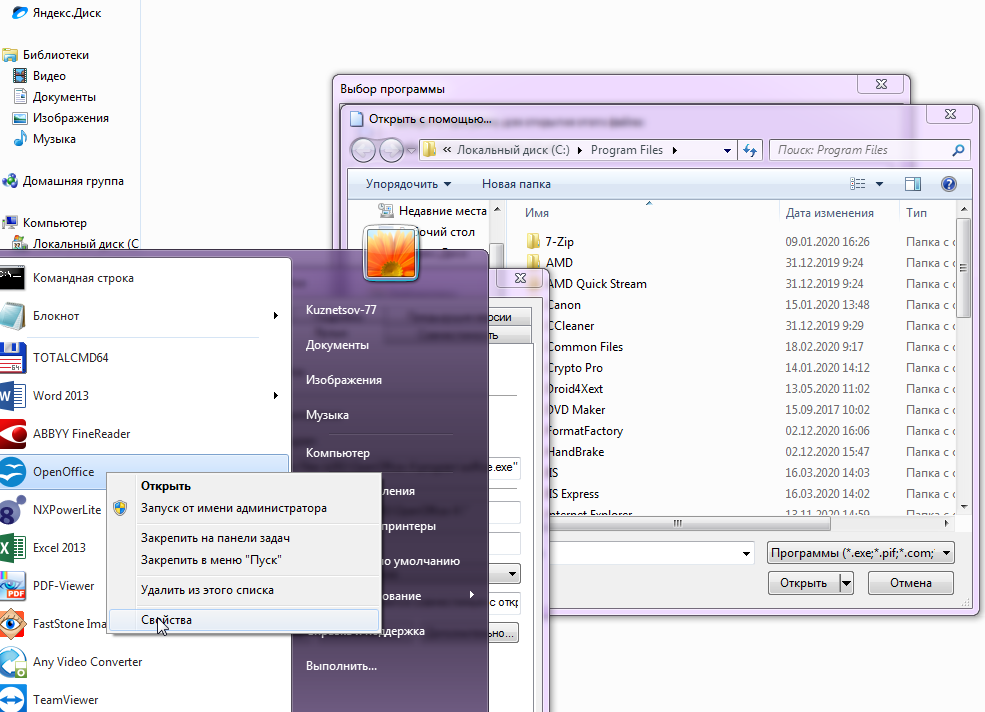 Яндекс.Диск
Библиотеки
Видео
Документы
Изображения
Музыка
Домашняя группа
Компьютер
Локальный диск (C
Выбор программы
Открыть с помощью...
« Локальный диск (C:) Program Files
Поиск: Program Files
Упорядочить Новая папка
Недавние места
очий стол
Имя Дата изменения Тип
7-Zip 09.01.2020 16:26 Папка с с
AMD 31.12.2019 9:24 Папка с с
AMD Quick Stream 31.12.2019 9:24 Папка с с
Canon 15.01.2020 13:48 Папка с с
CCleaner 31.12.2019 9:29 Папка с с
Common Files 18.02.2020 9:17 Папка с с
Crypto Pro 14.01.2020 14:12 Папка с с
Droid4Xext 13.05.2020 11:02 Папка с с
DVD Maker 15.09.2017 10:02 Папка с с
FormatFactory 02.12.2020 16:06 Папка с с
HandBrake 02.12.2020 15:47 Папка с с
IIS 16.03.2020 14:03 Папка с с
IIS Express 16.03.2020 14:02 Папка с с
Internet Explorer 13.11.2020 14:59 Папка с с
Программы (*.exe;*.pif;*.com;
Открыть Отмена
Командная строка
Блокнот
TOTALCMD64
Word 2013
ABBYY FineReader
OpenOffice
NXPowerLite
Excel 2013
PDF-Viewer
FastStone Ima
Any Video Converter
TeamViewer
Kuznetsov-77
Документы
Изображения
Музыка
Компьютер
ления
принтеры
о умолчанию
ование
Справка и поддержка
Выполнить...
рсии
ть
e.exe"
с откр
но...
Открыть
Запуск от имени администратора
Закрепить на панели задач
Закрепить в меню "Пуск"
Удалить из этого списка
Свойства